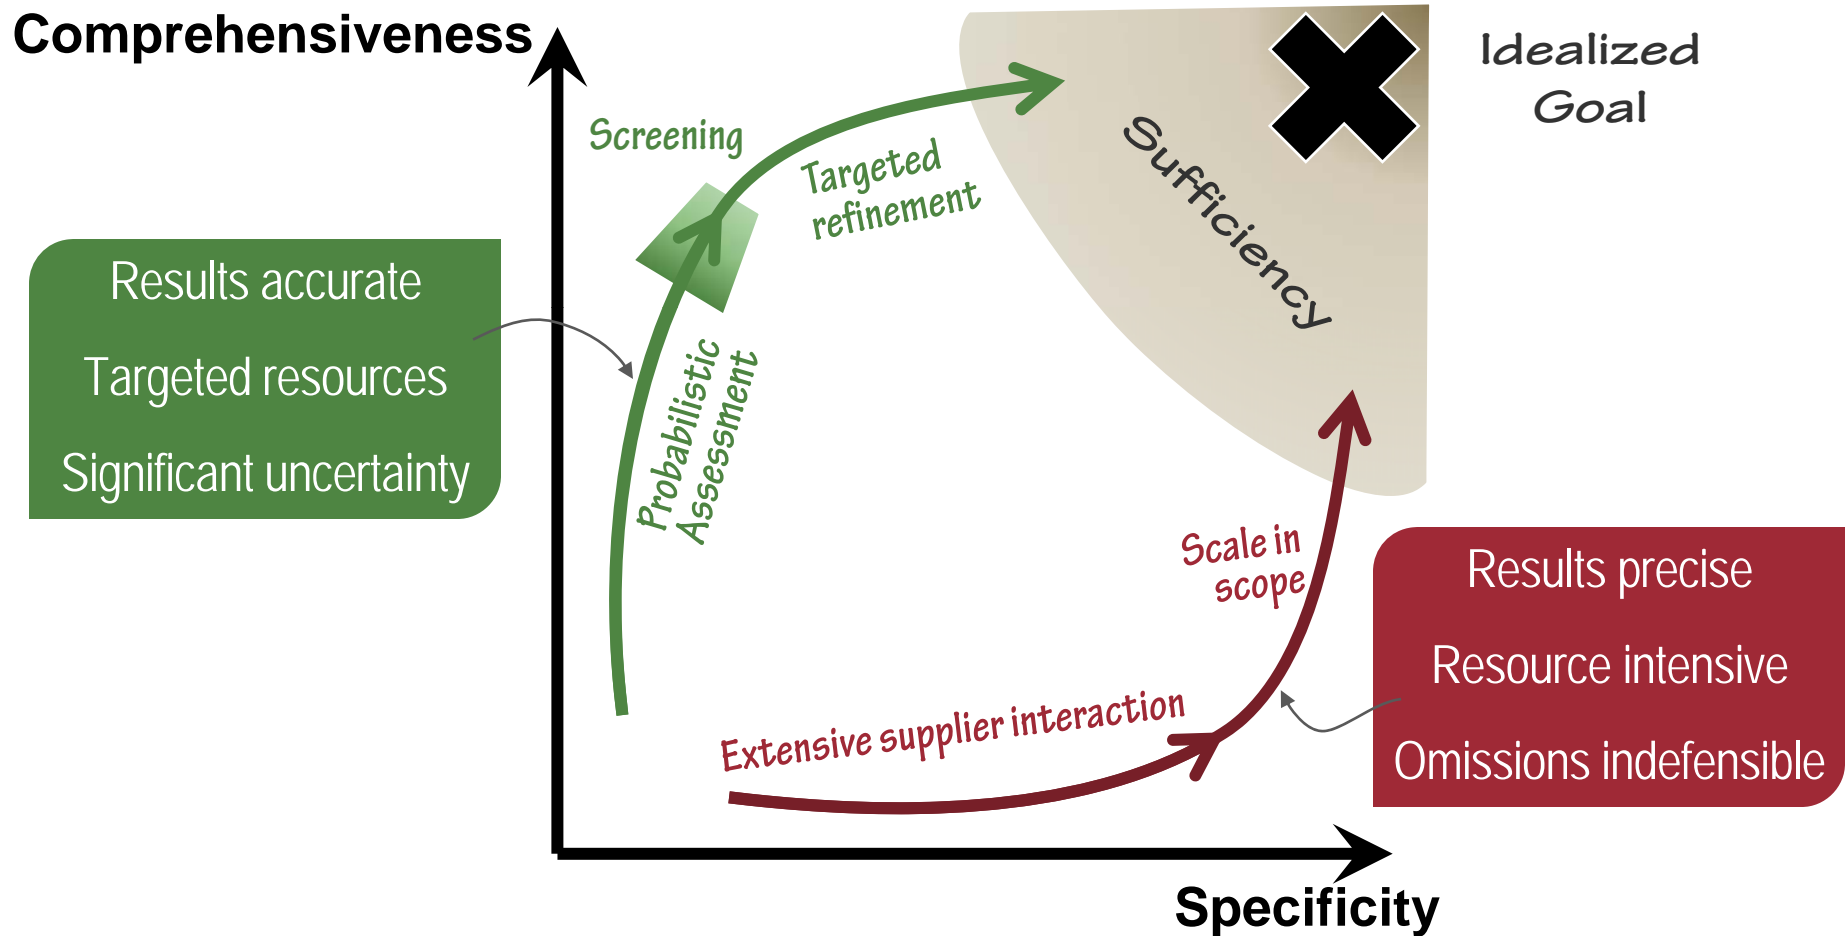 Comprehensiveness
Idealized
Goal
Screening
Targeted
refinement
Sufficiency
Results accurate
Targeted resources
Significant uncertainty
Probabilistic
Assessment
Scale in
scope
Results precise
Resource intensive
Omissions indefensible
Extensive supplier interaction
Specificity